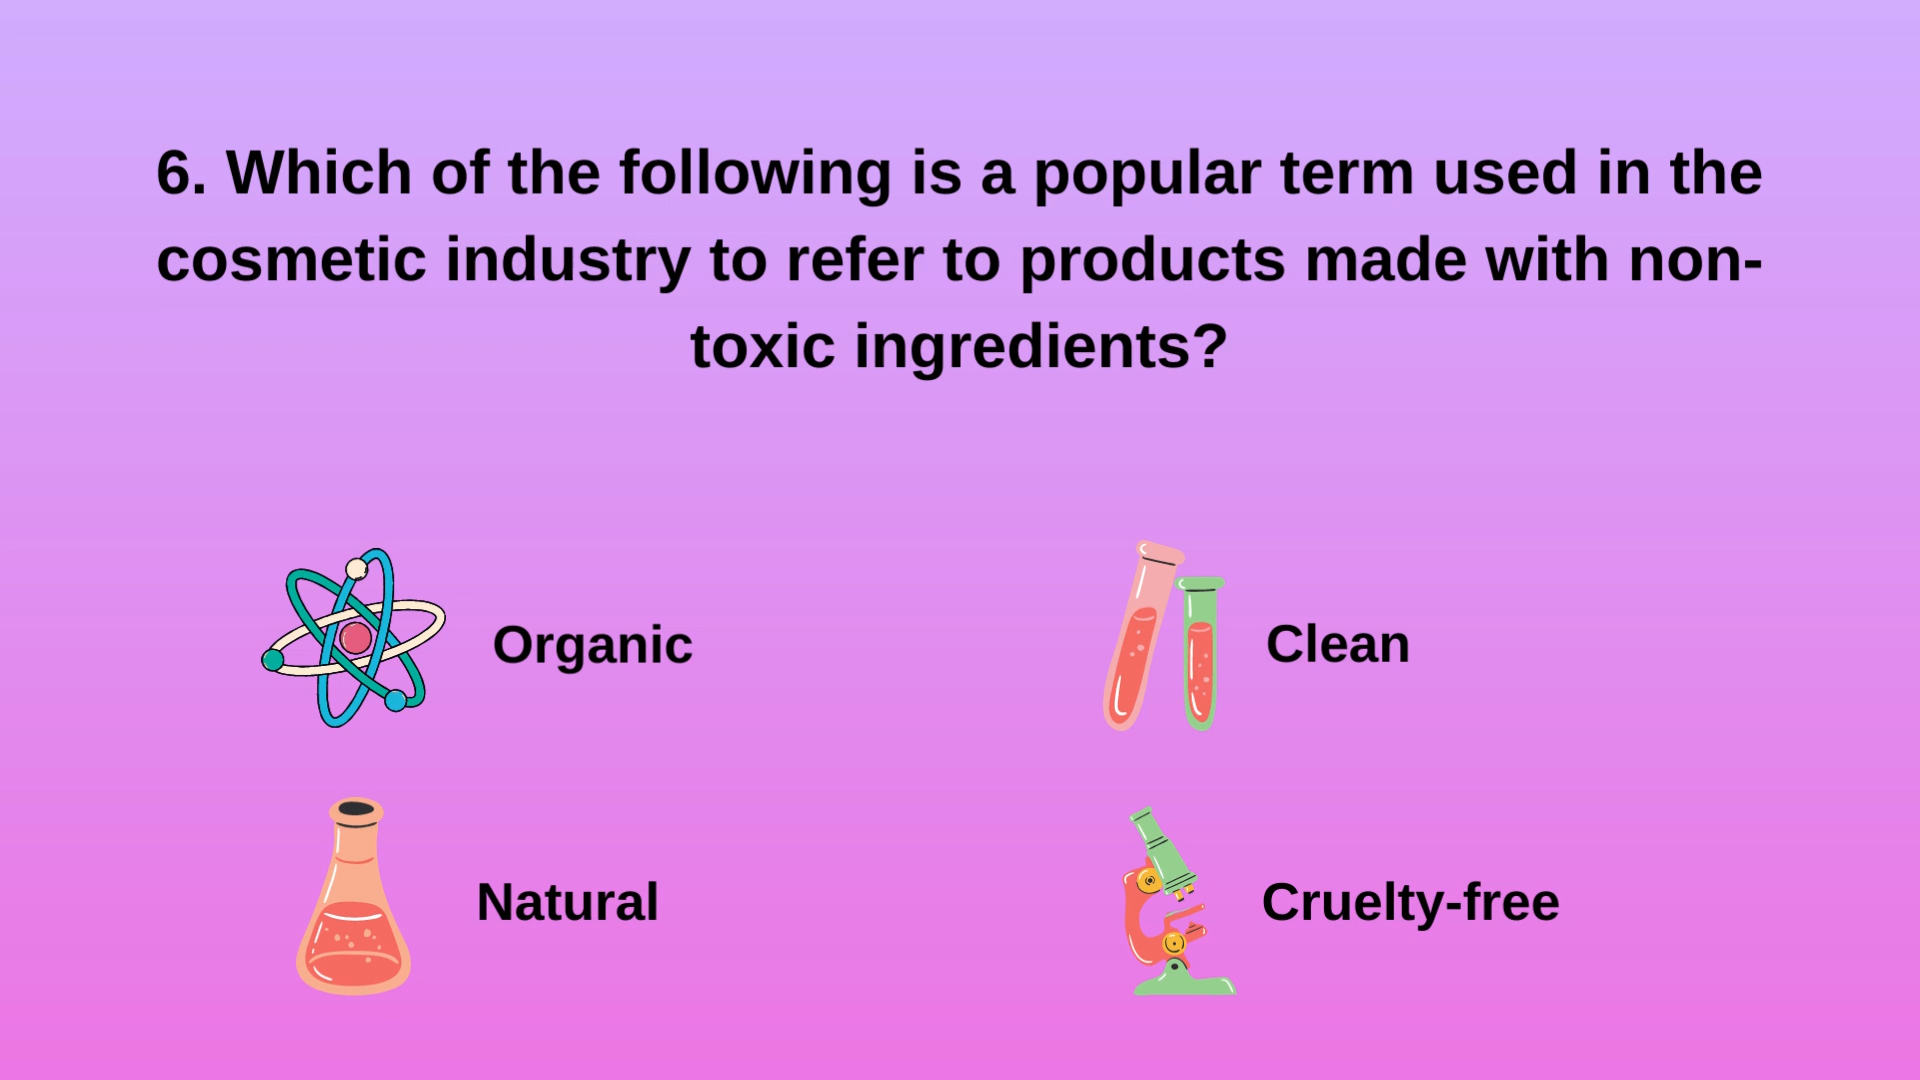 6. Which of the following is a popular term used in the
cosmetic industry to refer to products made with non-
toxic ingredients?
Organic
Clean
Natural
Cruelty-free